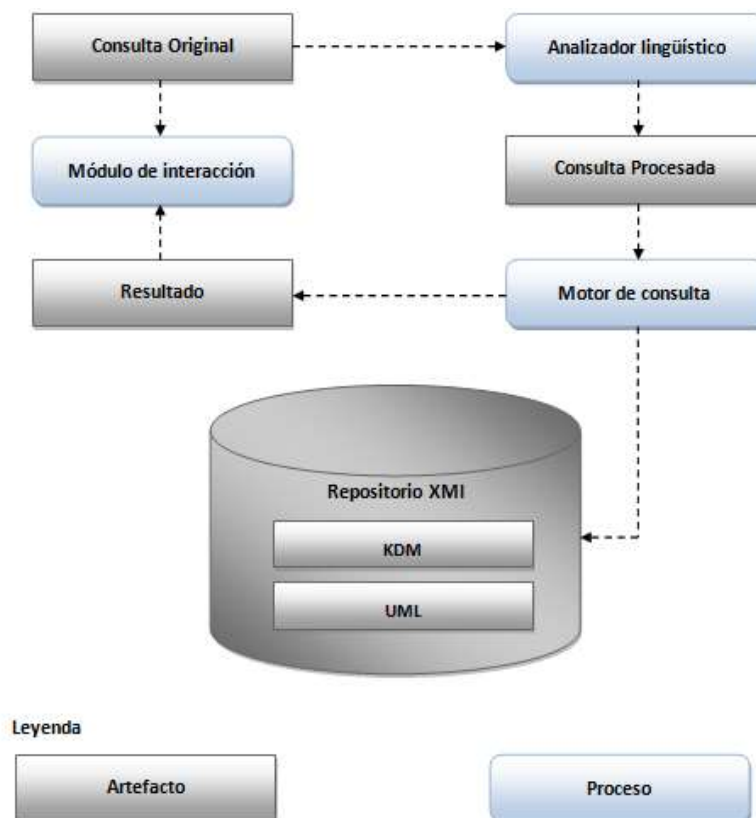 Consulta Original
Analizador lingüístico
Módulo de interacción
Consulta Procesada
Resultado
Motor de consulta
Repositorio XMI
KDM
UML
Leyenda
Artefacto
Proceso